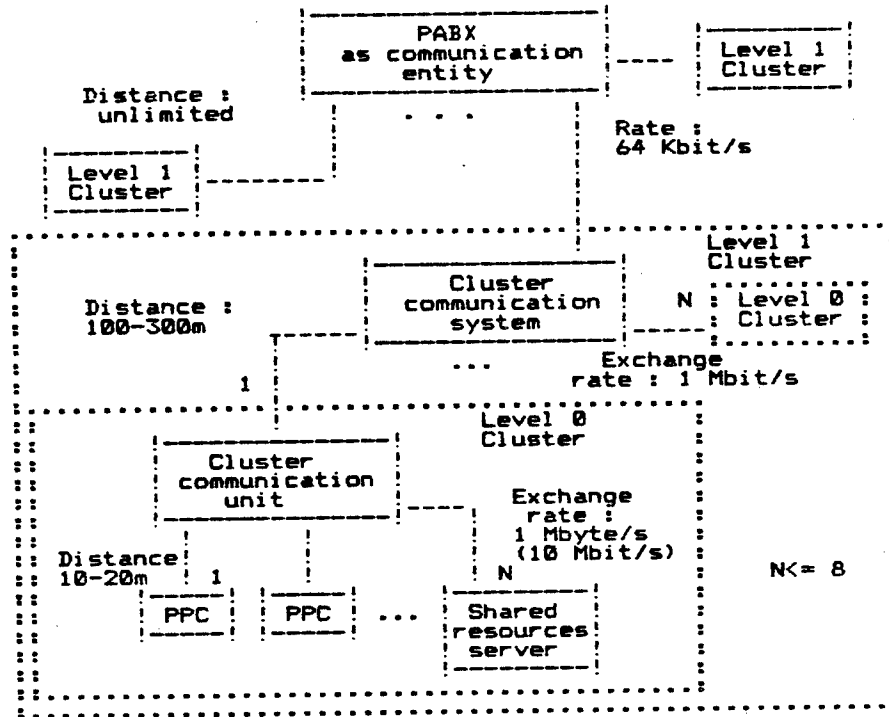 PABX
as communication
entity
Level 1
Cluster
Distance :
unlimited
. . .
Rate :
64 Kbit/s
Level 1
Cluster
Level 1
Cluster
Cluster
communication
system
Distance :
100-300m
N
Level 0
Cluster
...
Exchange
rate : 1 Mbit/s
1
Level 0
Cluster
Cluster
communication
unit
Exchange
rate :
1 Mbyte/s
(10 Mbit/s)
Distance
10-20m
1
N
N<= 8
PPC
PPC
...
Shared
resources
server